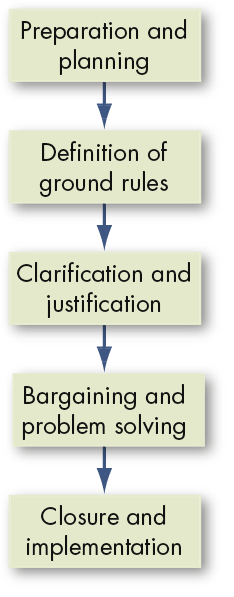 Preparation and
planning
Definition of
ground rules
Clarification and
justification
Bargaining and
problem solving
Closure and
implementation